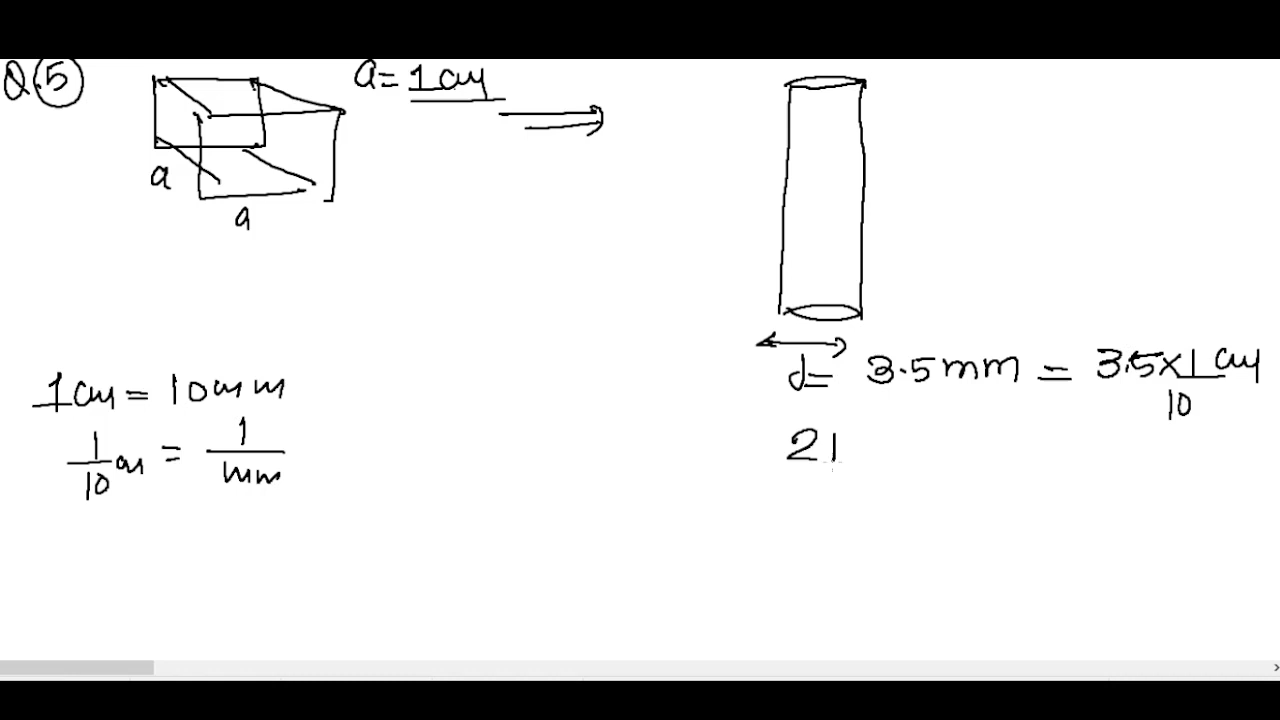 Q.5
a = 1 cm
a
a
d = 3.5 mm = 3.5 × 1/10 cm
1 cm = 10 mm
1/10 cm = 1/mm
21